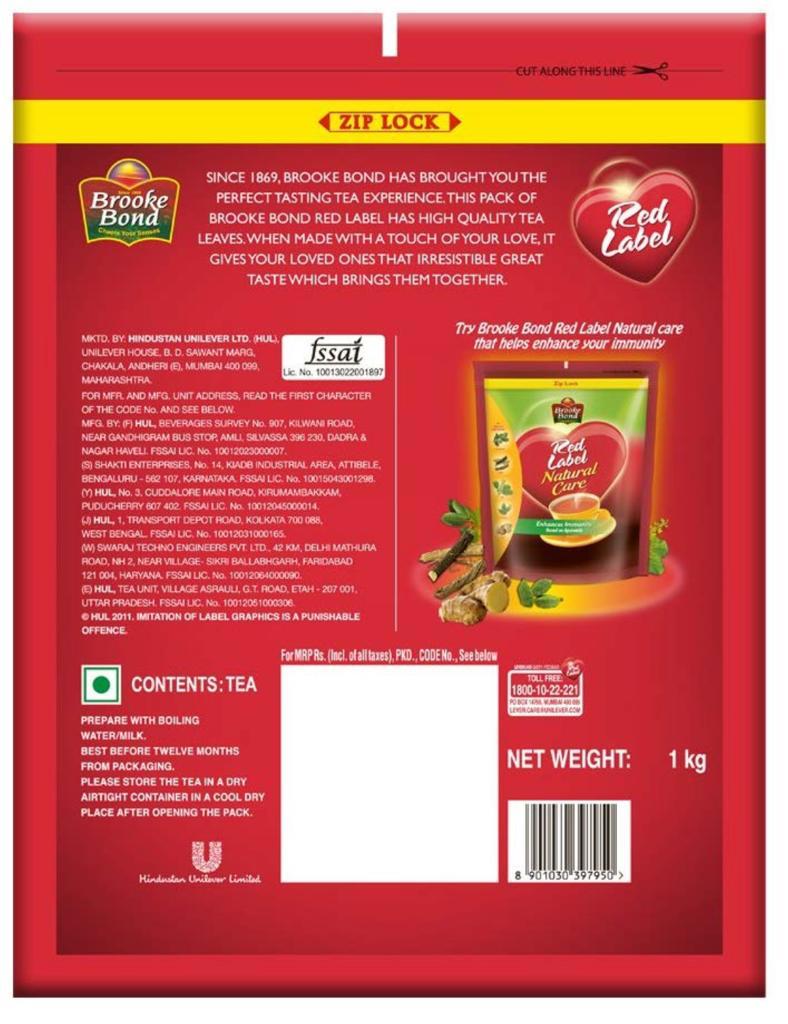 CUT ALONG THIS LINE
ZIP LOCK
Since 1869
Brooke
Bond
SINCE 1869, BROOKE BOND HAS BROUGHT YOU THE
PERFECT TASTING TEA EXPERIENCE. THIS PACK OF
BROOKE BOND RED LABEL HAS HIGH QUALITY TEA
LEAVES. WHEN MADE WITH A TOUCH OF YOUR LOVE, IT
GIVES YOUR LOVED ONES THAT IRRESISTIBLE GREAT
TASTE WHICH BRINGS THEM TOGETHER.
Red
Label
MKTD. BY: HINDUSTAN UNILEVER LTD. (HUL),
UNILEVER HOUSE, B. D. SAWANT MARG,
CHAKALA, ANDHERI (E), MUMBAI 400 099,
MAHARASHTRA.
fssai
Lic. No. 10013022001897
FOR MFR. AND MFG. UNIT ADDRESS, READ THE FIRST CHARACTER
OF THE CODE No. AND SEE BELOW.
MFG. BY: (F) HUL, BEVERAGES SURVEY No. 907, KILWANI ROAD,
NEAR GANDHIGRAM BUS STOP, AMLI, SILVASSA 396 230, DADRA &
NAGAR HAVELI. FSSAI LIC. No. 10012023000007.
(S) SHAKTI ENTERPRISES, No. 14, KIADB INDUSTRIAL AREA, ATTIBELE,
BENGALURU - 562 107, KARNATAKA. FSSAI LIC. No. 10015043001298.
(Y) HUL, No. 3, CUDDALORE MAIN ROAD, KIRUMAMBAKKAM,
PUDUCHERRY 607 402. FSSAI LIC. No. 10012045000014.
(J) HUL, 1, TRANSPORT DEPOT ROAD, KOLKATA 700 088,
WEST BENGAL. FSSAI LIC. No. 10012031000165.
(W) SWARAJ TECHNO ENGINEERS PVT. LTD., 42 KM, DELHI MATHURA
ROAD, NH 2, NEAR VILLAGE- SIKRI BALLABHGARH, FARIDABAD
121 004, HARYANA. FSSAI LIC. No. 10012064000090.
(E) HUL, TEA UNIT, VILLAGE ASRAULI, G.T. ROAD, ETAH - 207 001,
UTTAR PRADESH. FSSAI LIC. No. 10012051000306.
© HUL 2011. IMITATION OF LABEL GRAPHICS IS A PUNISHABLE
OFFENCE.
Try Brooke Bond Red Label Natural care
that helps enhance your immunity
Zip Lock
Brooke
Bond
Red
Label
Natural
Care
Enhances Immunity
CONTENTS: TEA
PREPARE WITH BOILING
WATER/MILK.
BEST BEFORE TWELVE MONTHS
FROM PACKAGING.
PLEASE STORE THE TEA IN A DRY
AIRTIGHT CONTAINER IN A COOL DRY
PLACE AFTER OPENING THE PACK.
Hindustan Unilever Limited
For MRP Rs. (Incl. of all taxes), PKD., CODE No., See below
TOLL FREE:
1800-10-22-221
PO BOX 14760, MUMBAI 400 099
LEVER.CARE@UNILEVER.COM
NET WEIGHT: 1 kg
8 901030 397950 >